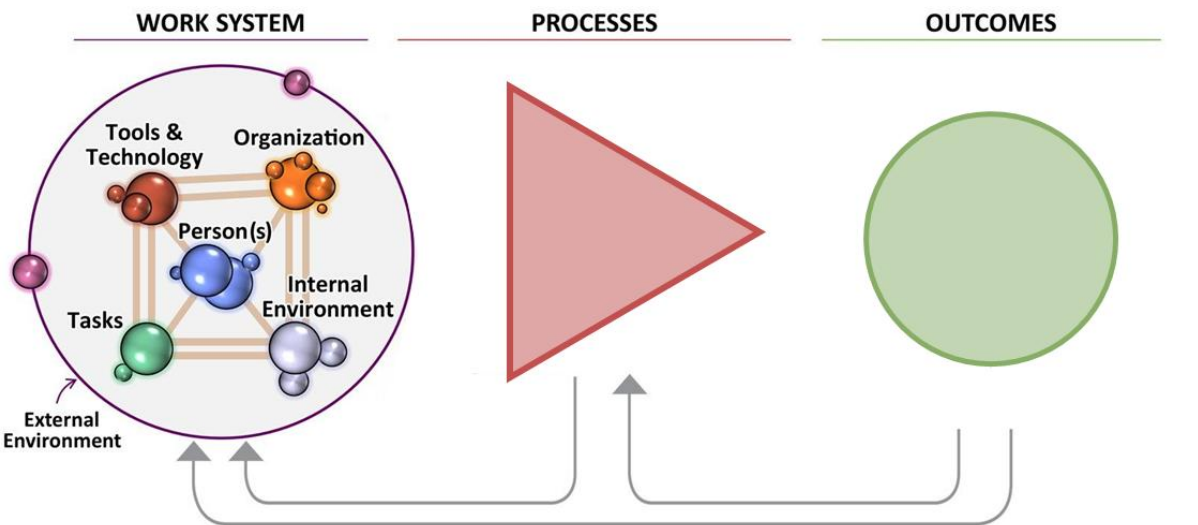 WORK SYSTEM
PROCESSES
OUTCOMES
Tools &
Technology
Organization
Person(s)
Internal
Environment
Tasks
External
Environment